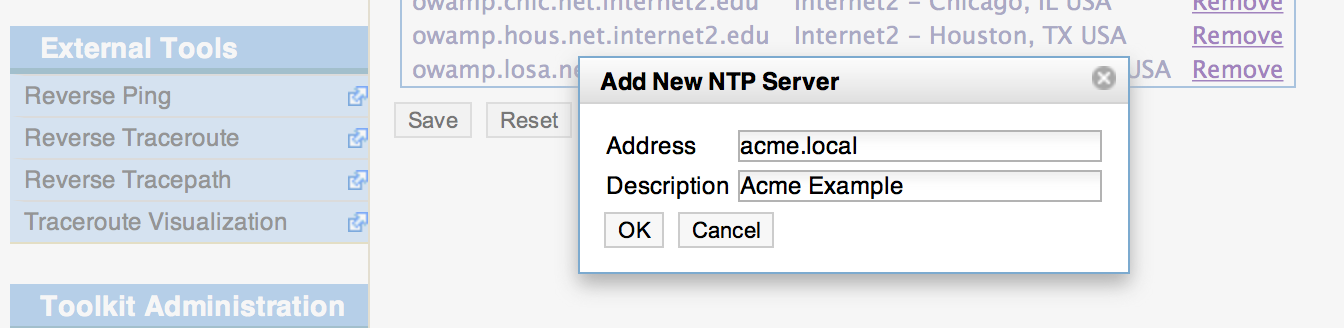 owamp.chic.net.internet2.edu Internet2 - Chicago, IL USA Remove
External Tools
owamp.hous.net.internet2.edu Internet2 - Houston, TX USA Remove
owamp.losa.ne USA Remove
Add New NTP Server
Reverse Ping
Save Reset
Reverse Traceroute
Address acme.local
Reverse Tracepath
Description Acme Example
Traceroute Visualization
OK Cancel
Toolkit Administration